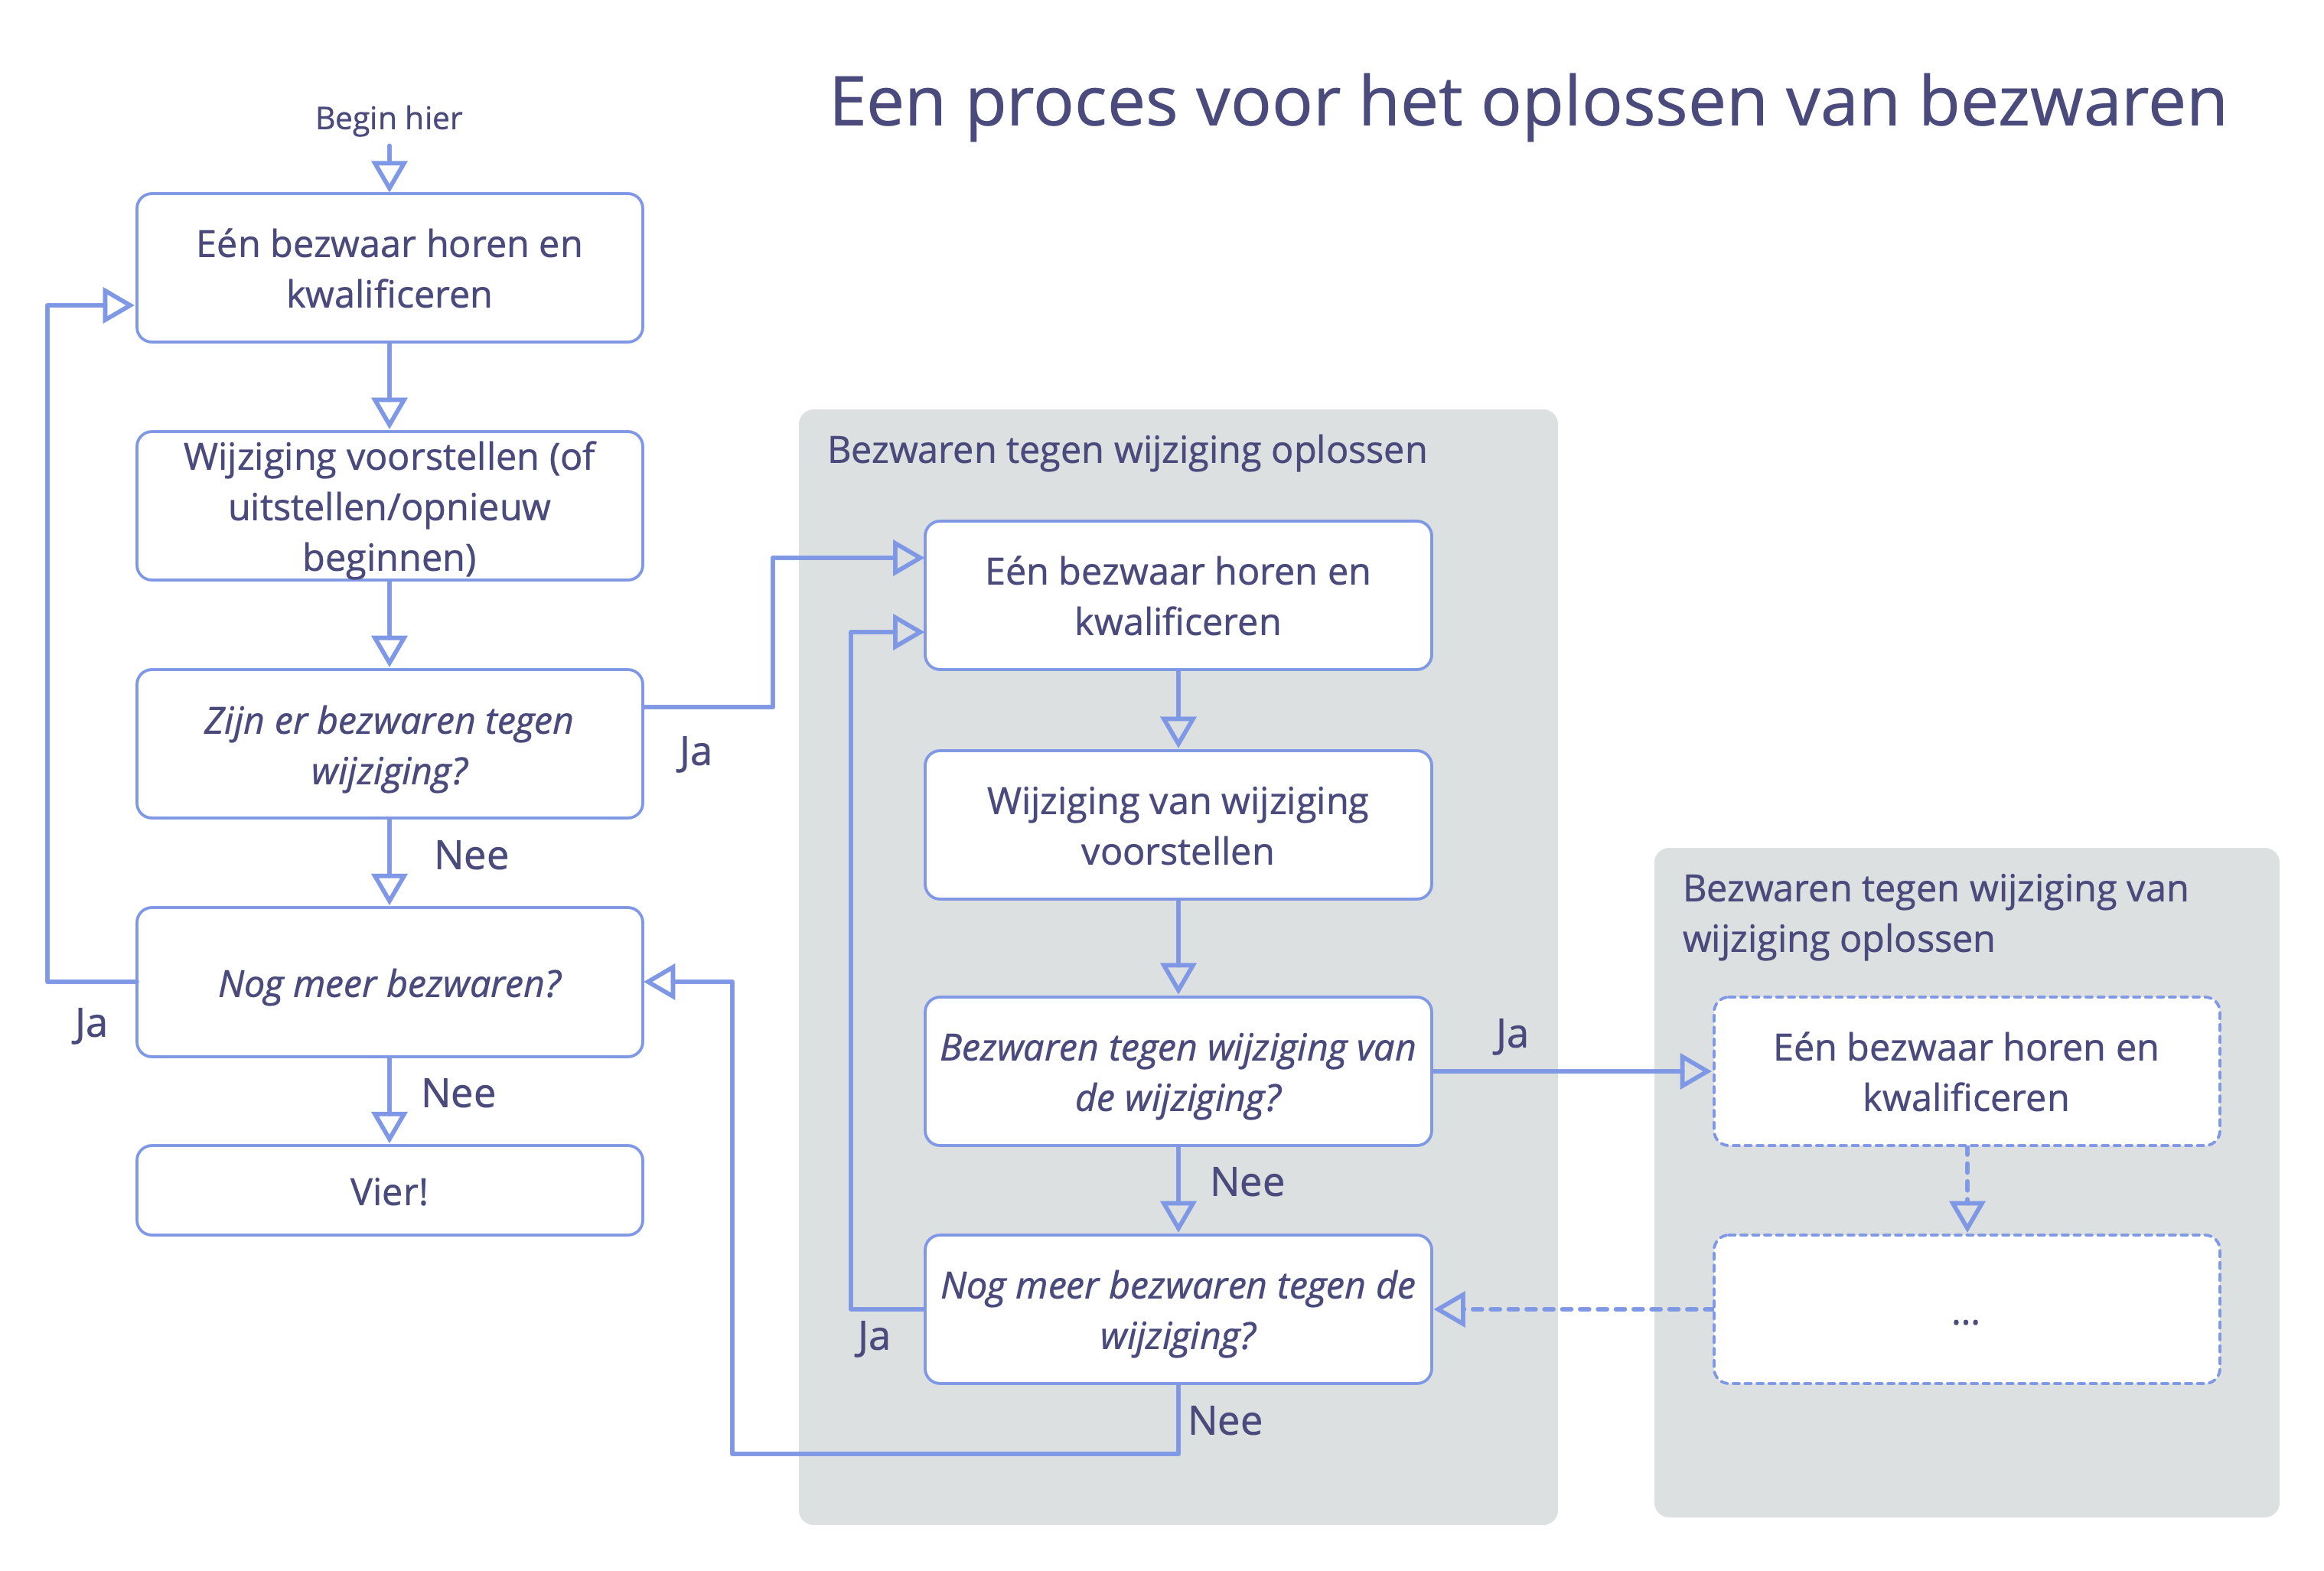 Een proces voor het oplossen van bezwaren
Begin hier
Eén bezwaar horen en
kwalificeren
Wijziging voorstellen (of
uitstellen/opnieuw
beginnen)
Zijn er bezwaren tegen
wijziging?
Ja
Nee
Nog meer bezwaren?
Ja
Nee
Vier!
Bezwaren tegen wijziging oplossen
Eén bezwaar horen en
kwalificeren
Wijziging van wijziging
voorstellen
Bezwaren tegen wijziging van
de wijziging?
Ja
Nee
Nog meer bezwaren tegen de
wijziging?
Ja
Nee
Bezwaren tegen wijziging van
wijziging oplossen
Eén bezwaar horen en
kwalificeren
...